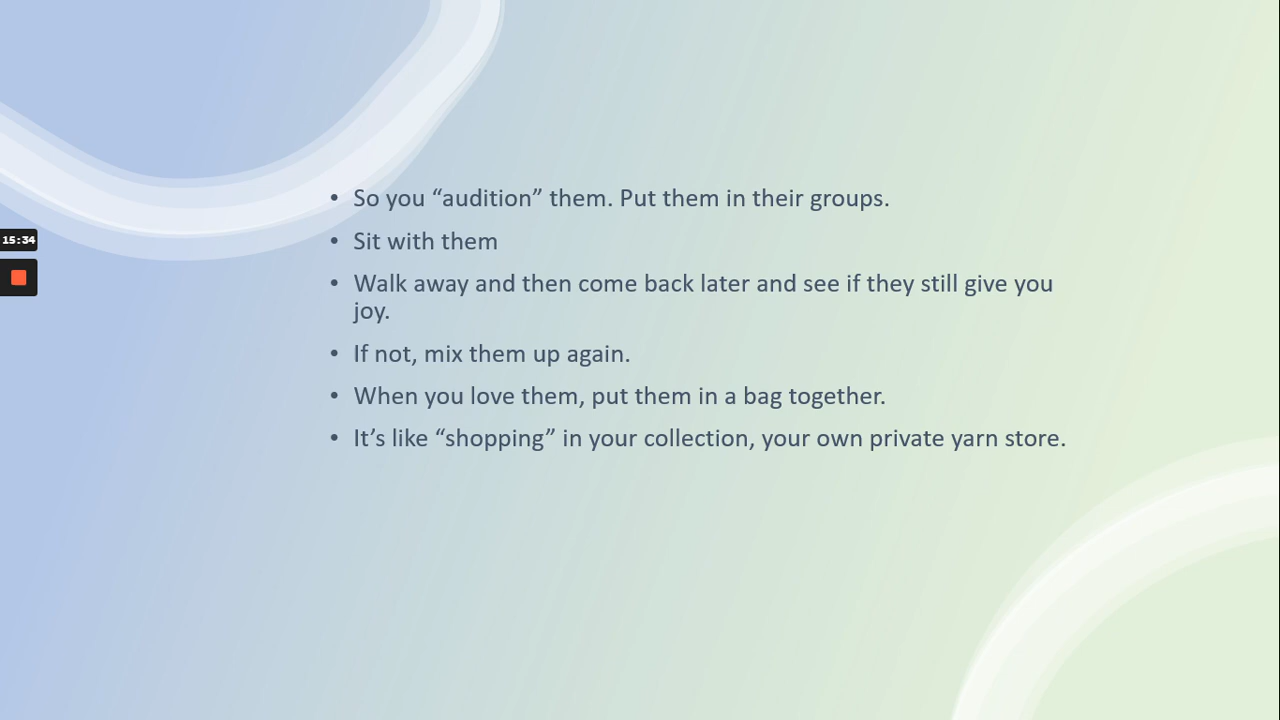 • So you “audition” them. Put them in their groups.
• Sit with them
• Walk away and then come back later and see if they still give you
joy.
• If not, mix them up again.
• When you love them, put them in a bag together.
• It’s like “shopping” in your collection, your own private yarn store.
15:34